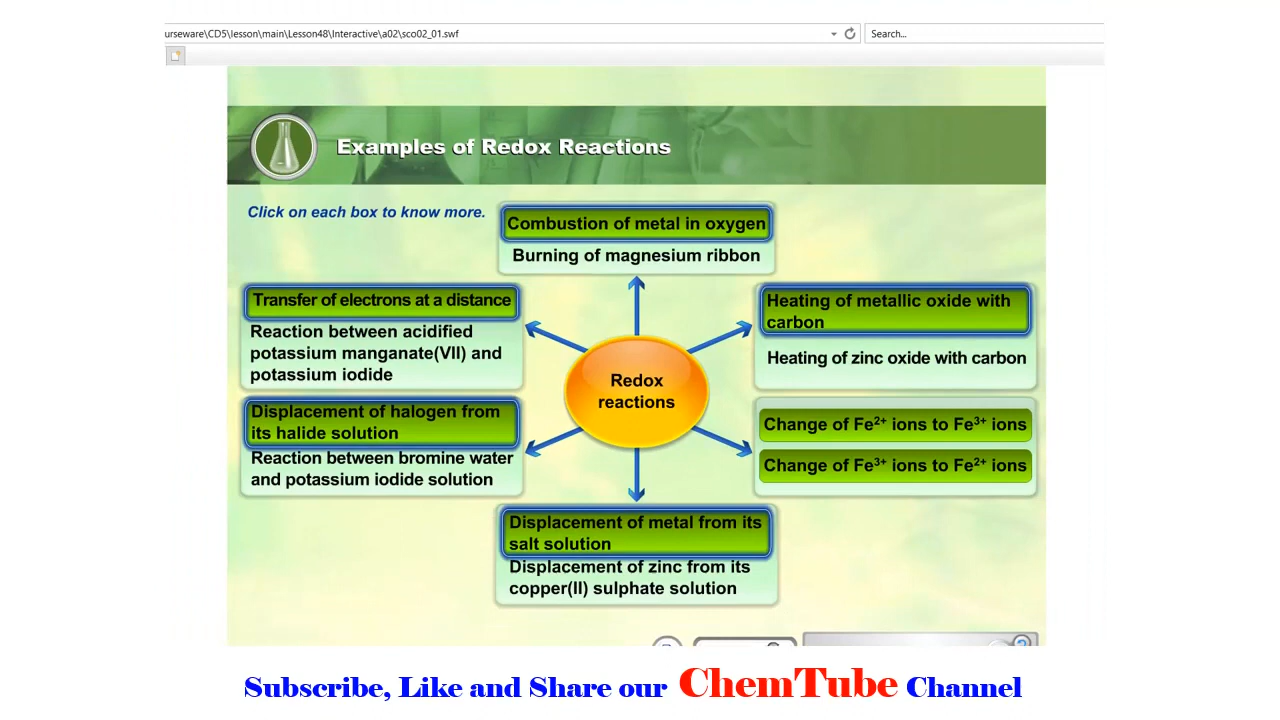 urseware\CD5\lesson\main\Lesson48\Interactive\a02\sco02_01.swf
Search...
Examples of Redox Reactions
Click on each box to know more.
Combustion of metal in oxygen
Burning of magnesium ribbon
Transfer of electrons at a distance
Reaction between acidified
potassium manganate(VII) and
potassium iodide
Heating of metallic oxide with
carbon
Heating of zinc oxide with carbon
Redox
reactions
Displacement of halogen from
its halide solution
Reaction between bromine water
and potassium iodide solution
Change of Fe²⁺ ions to Fe³⁺ ions
Change of Fe³⁺ ions to Fe²⁺ ions
Displacement of metal from its
salt solution
Displacement of zinc from its
copper(II) sulphate solution
Subscribe, Like and Share our ChemTube Channel